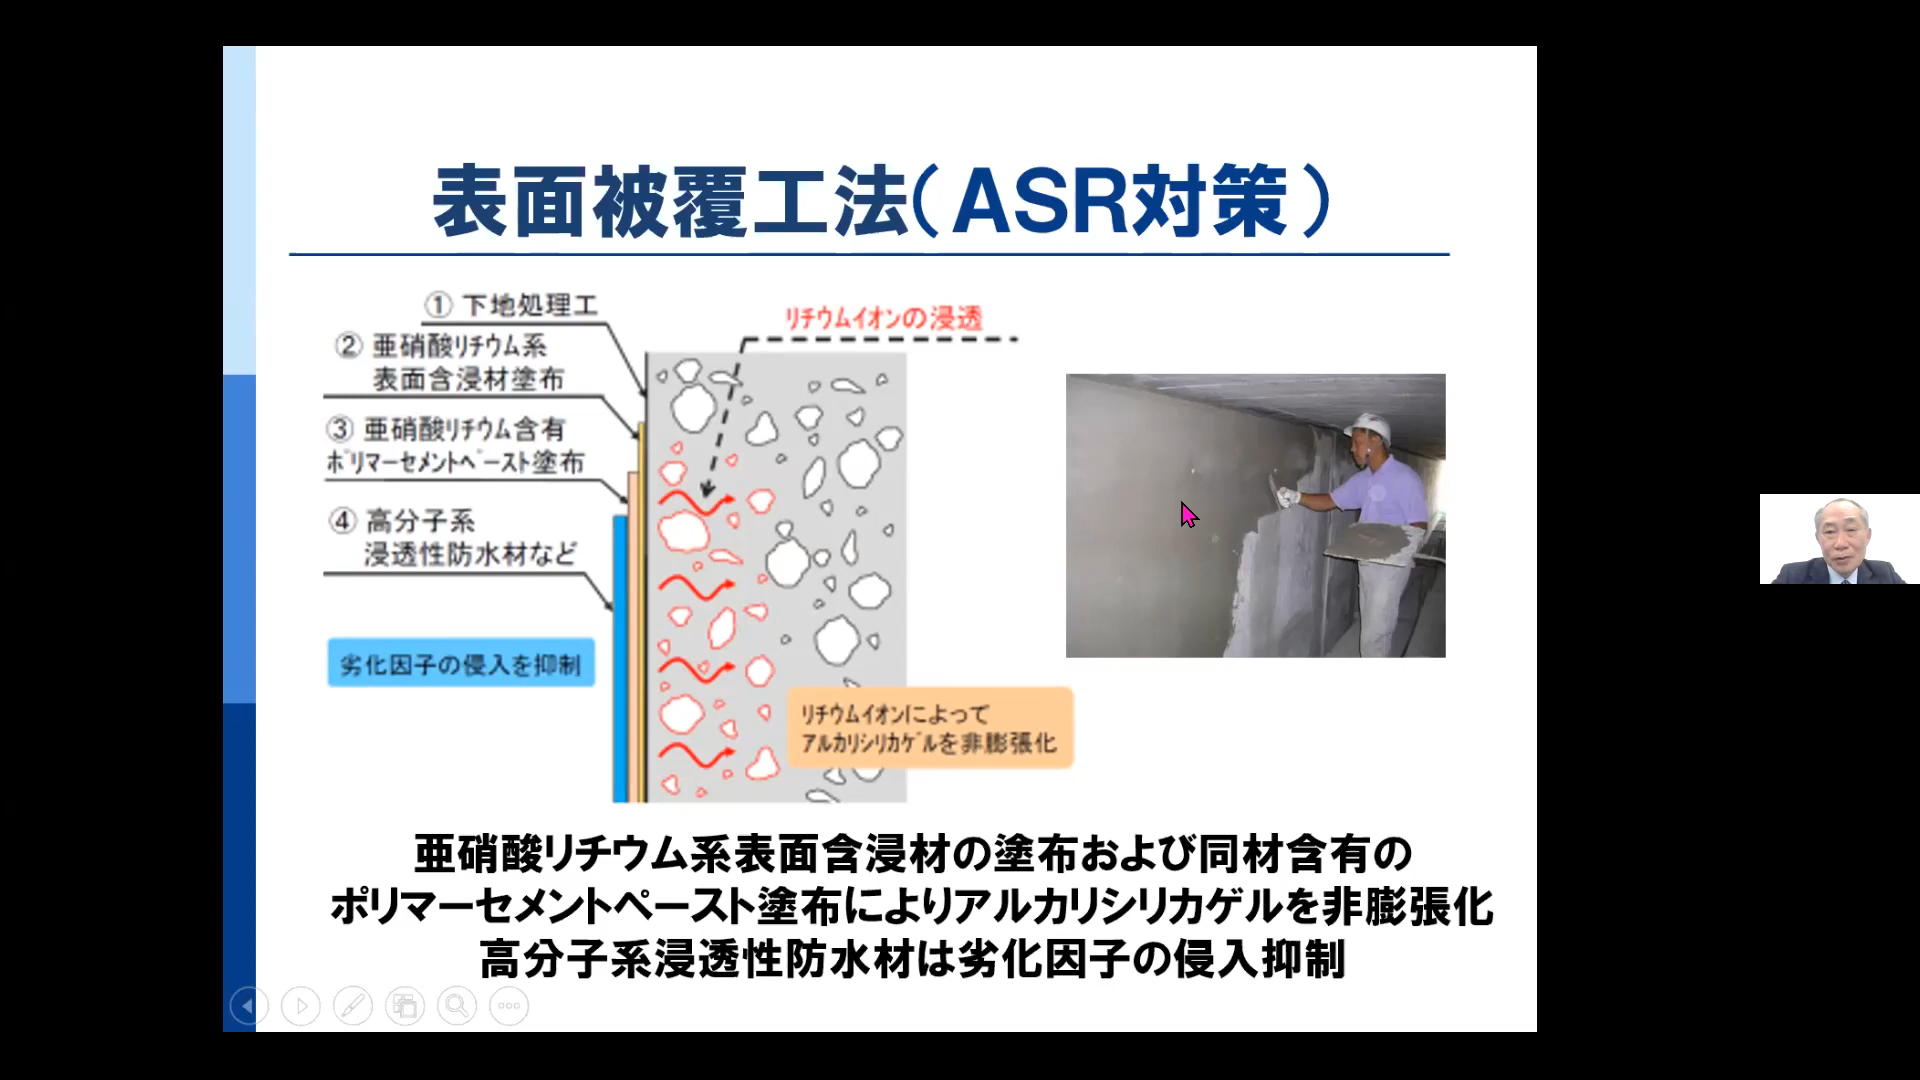 表面被覆工法（ASR対策）
① 下地処理工
② 亜硝酸ﾘﾁｳﾑ系
表面含浸材塗布
③ 亜硝酸ﾘﾁｳﾑ含有
ﾎﾟﾘﾏｰｾﾒﾝﾄﾍﾟｰｽﾄ塗布
④ 高分子系
浸透性防水材など
劣化因子の侵入を抑制
ﾘﾁｳﾑｲｵﾝの浸透
ﾘﾁｳﾑｲｵﾝによって
ｱﾙｶﾘｼﾘｶｹﾞﾙを非膨張化
亜硝酸リチウム系表面含浸材の塗布および同材含有の
ポリマーセメントペースト塗布によりアルカリシリカゲルを非膨張化
高分子系浸透性防水材は劣化因子の侵入抑制